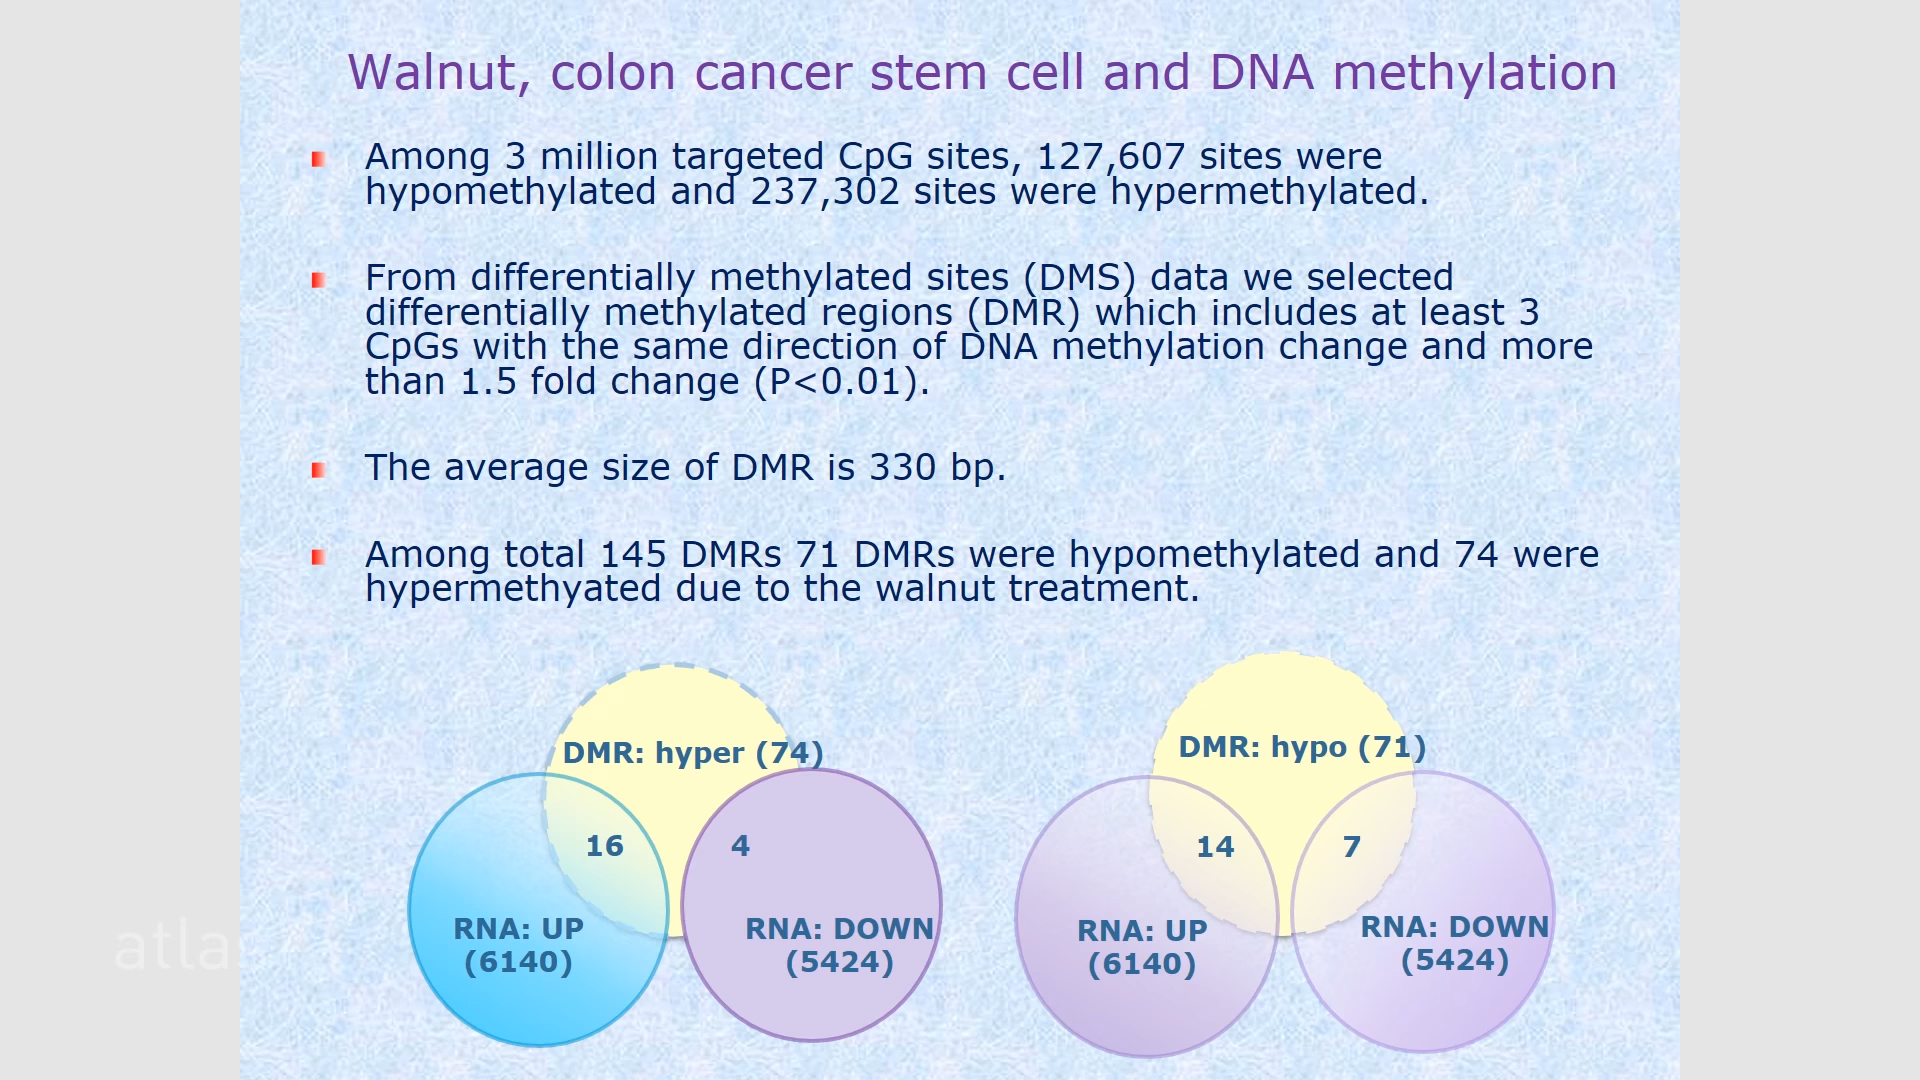 Walnut, colon cancer stem cell and DNA methylation
Among 3 million targeted CpG sites, 127,607 sites were
hypomethylated and 237,302 sites were hypermethylated.
From differentially methylated sites (DMS) data we selected
differentially methylated regions (DMR) which includes at least 3
CpGs with the same direction of DNA methylation change and more
than 1.5 fold change (P<0.01).
The average size of DMR is 330 bp.
Among total 145 DMRs 71 DMRs were hypomethylated and 74 were
hypermethyated due to the walnut treatment.
DMR: hyper (74)
16
4
RNA: UP
(6140)
RNA: DOWN
(5424)
DMR: hypo (71)
14
7
RNA: UP
(6140)
RNA: DOWN
(5424)